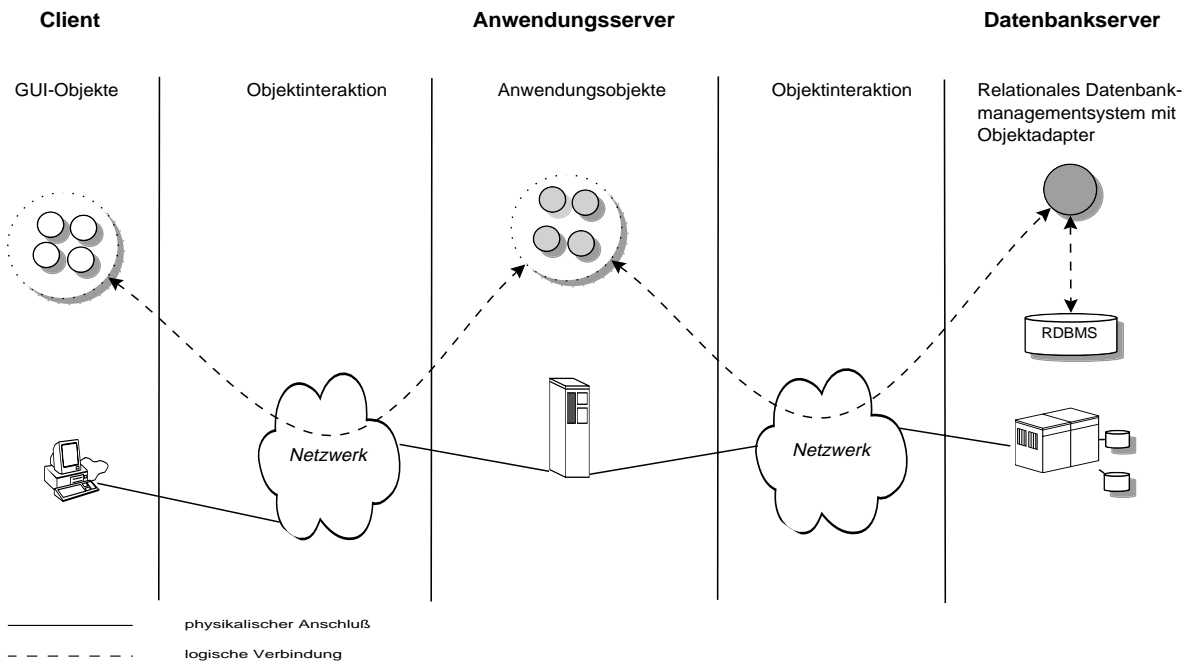 Client
Anwendungsserver
Datenbankserver
GUI-Objekte
Objektinteraktion
Anwendungsobjekte
Objektinteraktion
Relationales Datenbank-
managementsystem mit
Objektadapter
RDBMS
Netzwerk
Netzwerk
physikalischer Anschluß
logische Verbindung